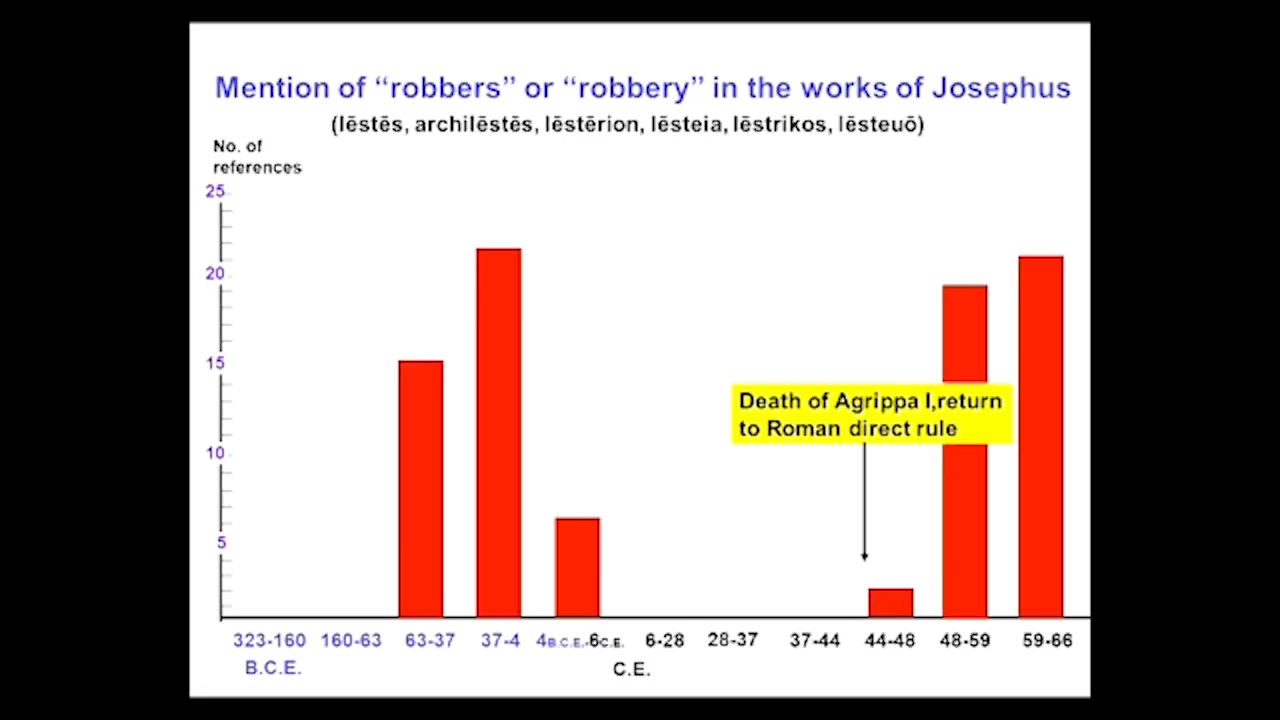 Mention of “robbers” or “robbery” in the works of Josephus
(lēstēs, archilēstēs, lēstērion, lēsteia, lēstrikos, lēsteuō)
No. of
references
25
20
15
10
5
Death of Agrippa I,return
to Roman direct rule
323-160 160-63 63-37 37-4 4B.C.E.-6C.E. 6-28 28-37 37-44 44-48 48-59 59-66
B.C.E. C.E.